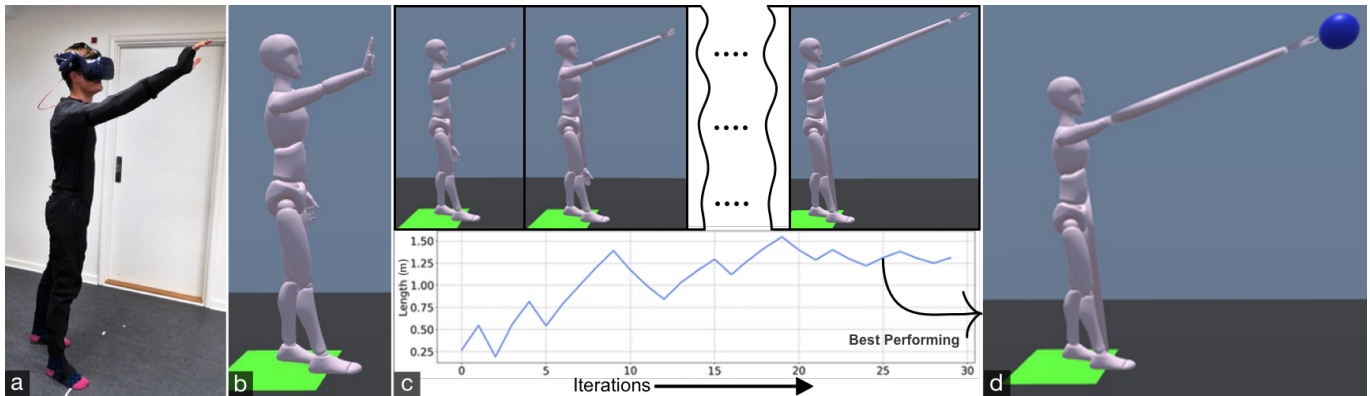 ....
....
....
1.50
1.25
1.00
0.75
0.50
0.25
Length (m)
0 5 10 15 20 25 30
Best Performing
Iterations
a
b
c
d